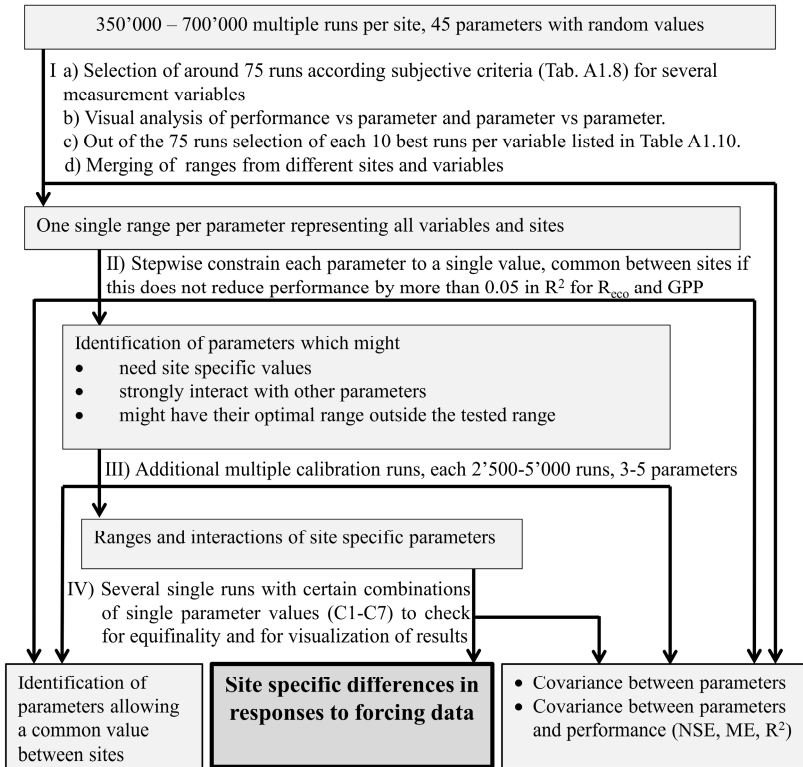 350’000 – 700’000 multiple runs per site, 45 parameters with random values
I a) Selection of around 75 runs according subjective criteria (Tab. A1.8) for several
measurement variables
b) Visual analysis of performance vs parameter and parameter vs parameter.
c) Out of the 75 runs selection of each 10 best runs per variable listed in Table A1.10.
d) Merging of ranges from different sites and variables
One single range per parameter representing all variables and sites
II) Stepwise constrain each parameter to a single value, common between sites if
this does not reduce performance by more than 0.05 in R² for Reco and GPP
Identification of parameters which might
• need site specific values
• strongly interact with other parameters
• might have their optimal range outside the tested range
III) Additional multiple calibration runs, each 2’500-5’000 runs, 3-5 parameters
Ranges and interactions of site specific parameters
IV) Several single runs with certain combinations
of single parameter values (C1-C7) to check
for equifinality and for visualization of results
Identification of
parameters allowing
a common value
between sites
Site specific differences in
responses to forcing data
• Covariance between parameters
• Covariance between parameters
and performance (NSE, ME, R²)